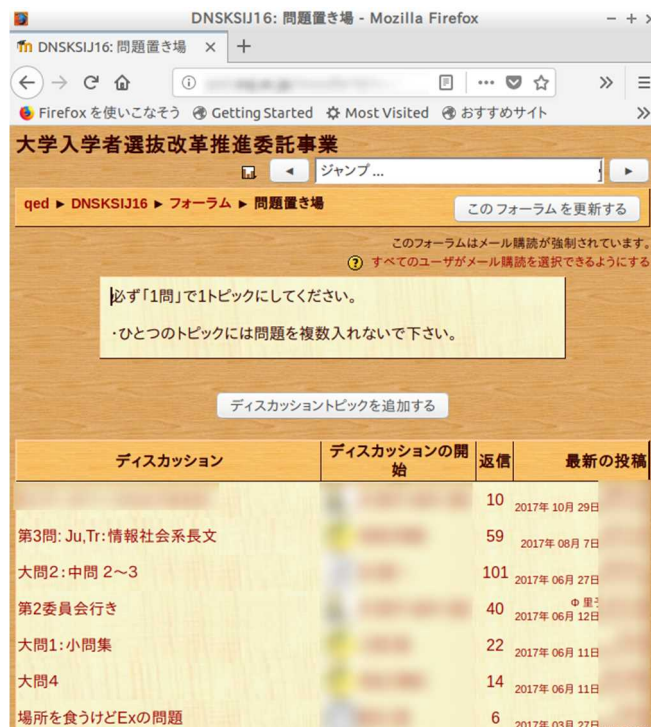 DNSKSIJ16: 問題置き場 - Mozilla Firefox
DNSKSIJ16: 問題置き場
Firefox を使いこなそう Getting Started Most Visited おすすめサイト
大学入学者選抜改革推進委託事業
ジャンプ ...
qed ► DNSKSIJ16 ► フォーラム ► 問題置き場
このフォーラムを更新する
このフォーラムはメール購読が強制されています。
すべてのユーザがメール購読を選択できるようにする
必ず「1問」で1トピックにしてください。
・ひとつのトピックには問題を複数入れないで下さい。
ディスカッショントピックを追加する
ディスカッション ディスカッションの開始 返信 最新の投稿
10 2017年 10月 29日
第3問: Ju,Tr:情報社会系長文 59 2017年 08月 7日
大問2:中問 2〜3 101 2017年 06月 27日
第2委員会行き 40 2017年 06月 12日
大問1:小問集 22 2017年 06月 11日
大問4 14 2017年 06月 11日
場所を食うけどExの問題 6 2017年 03月 27日